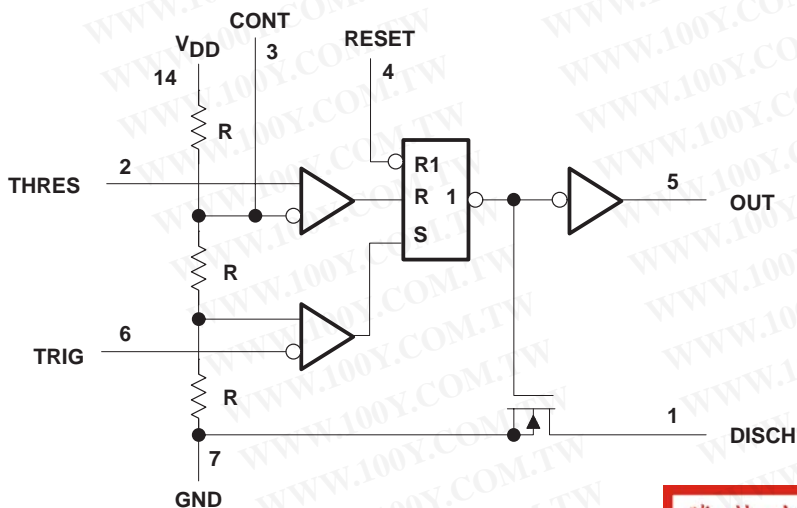 CONT
VDD
3
RESET
14
4
R
2
R1
THRES
R
1
5
OUT
S
R
6
TRIG
R
1
DISCH
7
GND
WWW.100Y.COM.TW